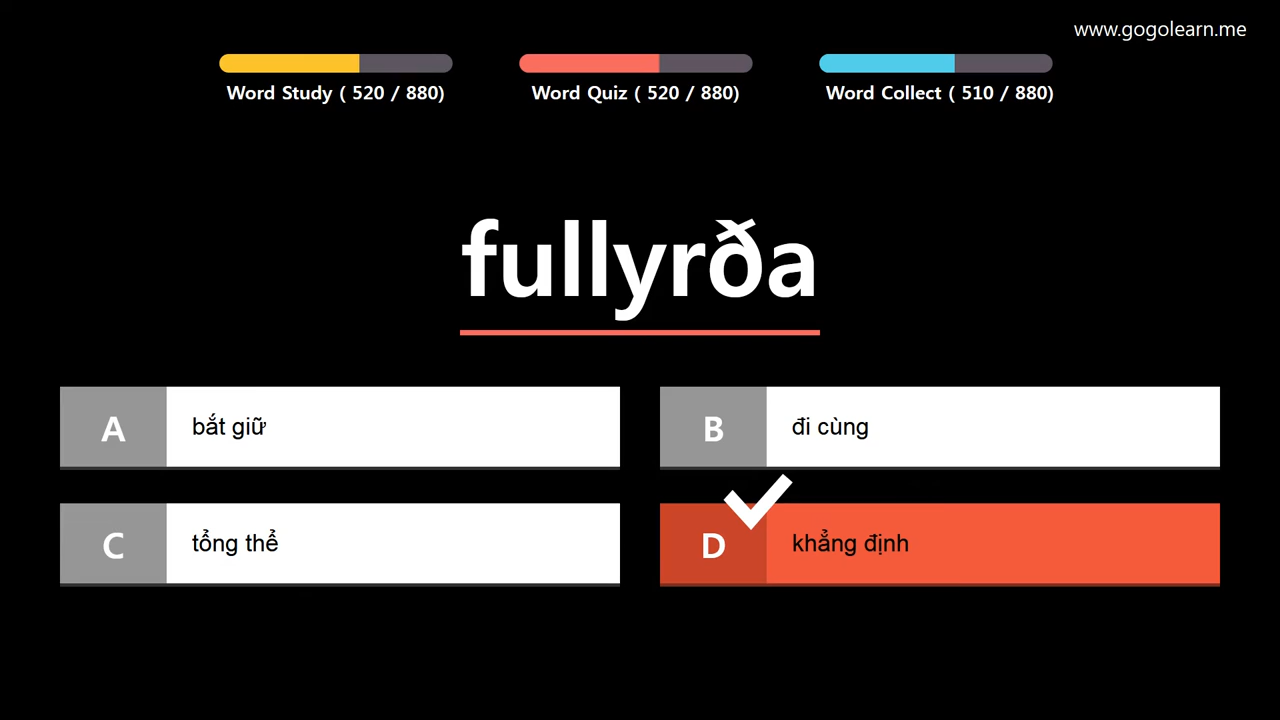 www.gogolearn.me
Word Study ( 520 / 880)
Word Quiz ( 520 / 880)
Word Collect ( 510 / 880)
fullyrða
A
bắt giữ
B
đi cùng
C
tổng thể
D
khẳng định